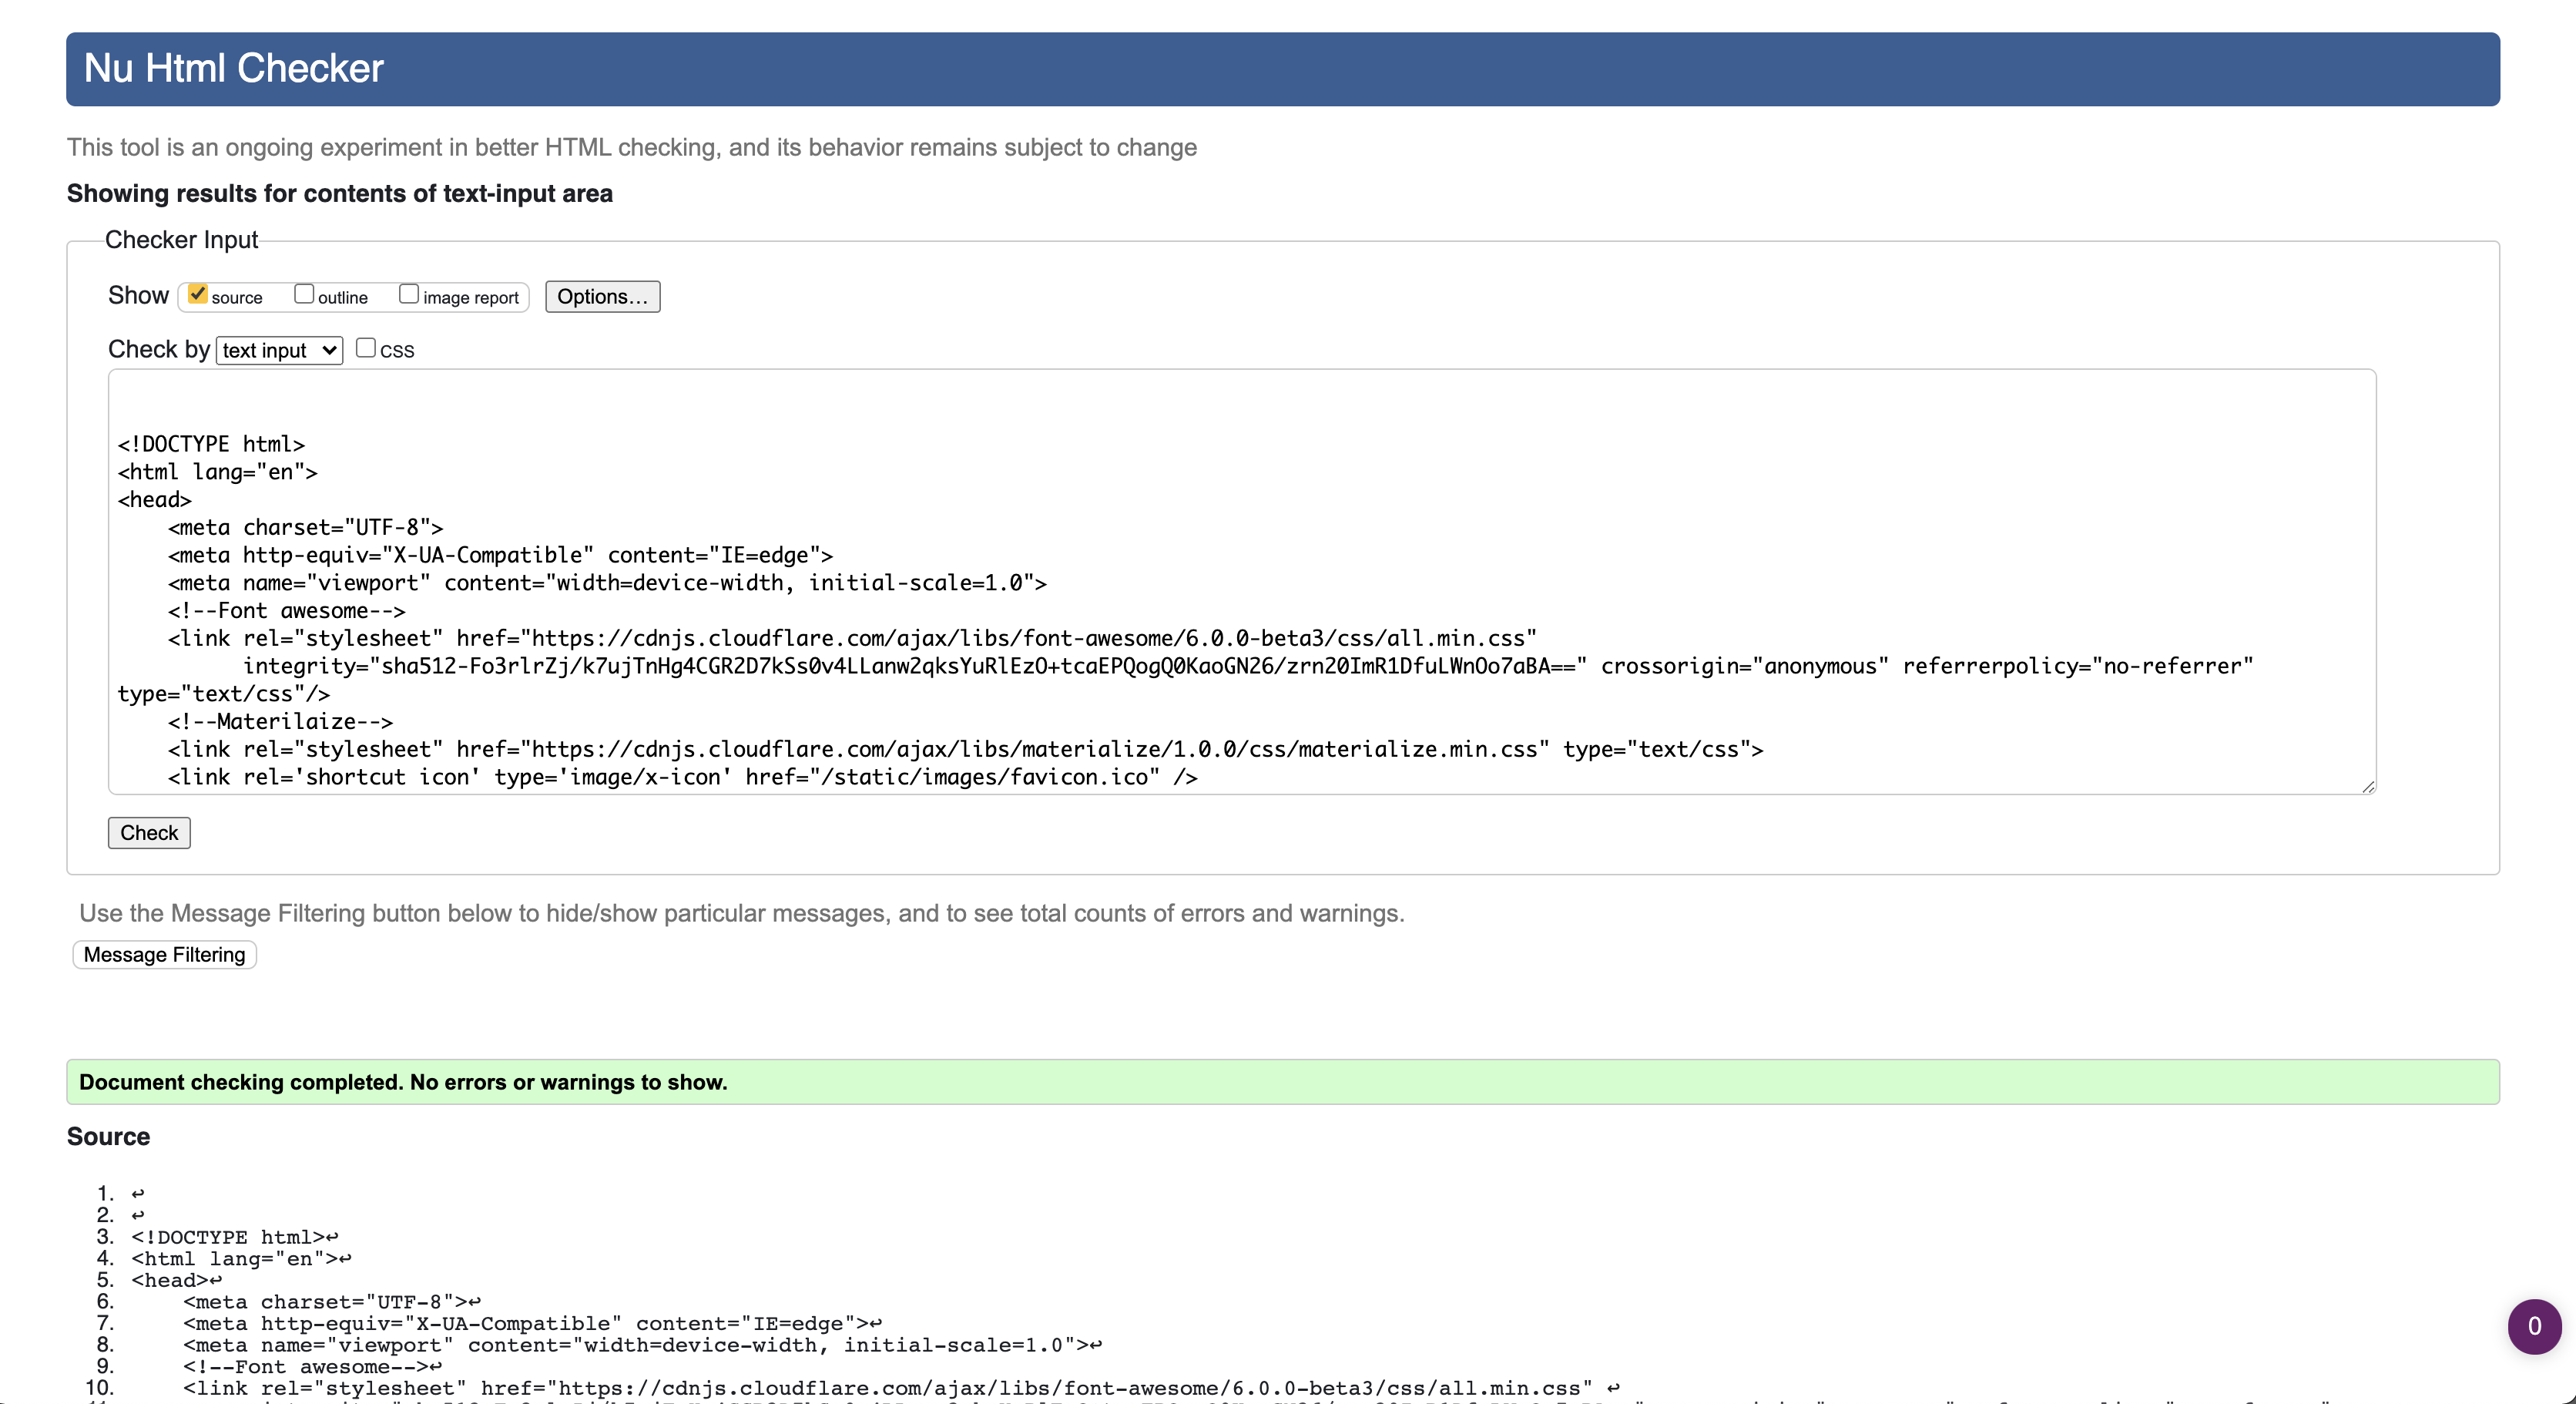 Nu Html Checker
This tool is an ongoing experiment in better HTML checking, and its behavior remains subject to change
Showing results for contents of text-input area
Checker Input
Show source outline image report Options...
Check by text input CSS
<!DOCTYPE html>
<html lang="en">
<head>
    <meta charset="UTF-8">
    <meta http-equiv="X-UA-Compatible" content="IE=edge">
    <meta name="viewport" content="width=device-width, initial-scale=1.0">
    <!--Font awesome-->
    <link rel="stylesheet" href="https://cdnjs.cloudflare.com/ajax/libs/font-awesome/6.0.0-beta3/css/all.min.css"
          integrity="sha512-Fo3rlrZj/k7ujTnHg4CGR2D7kSs0v4LLanw2qksYuRlEzO+tcaEPQogQ0KaoGN26/zrn20ImR1DfuLWnOo7aBA==" crossorigin="anonymous" referrerpolicy="no-referrer"
type="text/css"/>
    <!--Materilaize-->
    <link rel="stylesheet" href="https://cdnjs.cloudflare.com/ajax/libs/materialize/1.0.0/css/materialize.min.css" type="text/css">
    <link rel='shortcut icon' type='image/x-icon' href="/static/images/favicon.ico" />
Check
Use the Message Filtering button below to hide/show particular messages, and to see total counts of errors and warnings.
Message Filtering
Document checking completed. No errors or warnings to show.
Source
1. ↩
2. ↩
3. <!DOCTYPE html>↩
4. <html lang="en">↩
5. <head>↩
6.     <meta charset="UTF-8">↩
7.     <meta http-equiv="X-UA-Compatible" content="IE=edge">↩
8.     <meta name="viewport" content="width=device-width, initial-scale=1.0">↩
9.     <!--Font awesome-->↩
10.     <link rel="stylesheet" href="https://cdnjs.cloudflare.com/ajax/libs/font-awesome/6.0.0-beta3/css/all.min.css" ↩
0